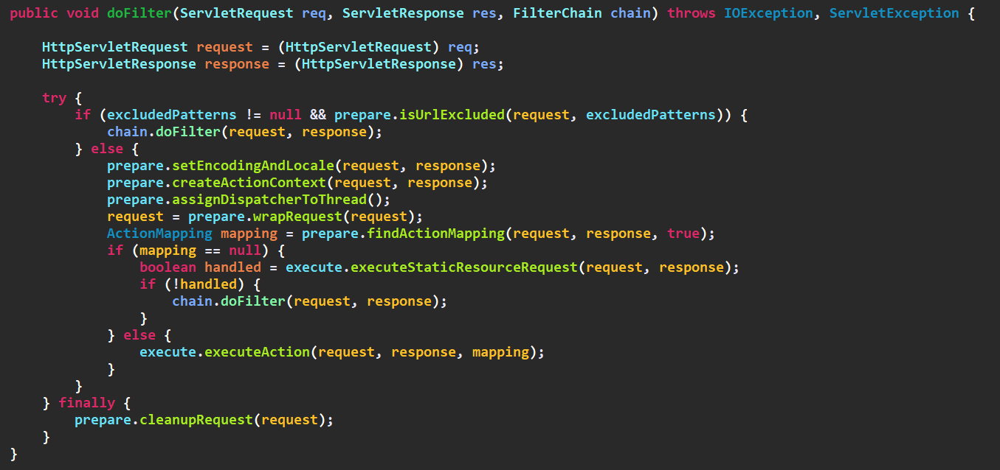 public void doFilter(ServletRequest req, ServletResponse res, FilterChain chain) throws IOException, ServletException {
HttpServletRequest request = (HttpServletRequest) req;
HttpServletResponse response = (HttpServletResponse) res;
try {
if (excludedPatterns != null && prepare.isUrlExcluded(request, excludedPatterns)) {
chain.doFilter(request, response);
} else {
prepare.setEncodingAndLocale(request, response);
prepare.createActionContext(request, response);
prepare.assignDispatcherToThread();
request = prepare.wrapRequest(request);
ActionMapping mapping = prepare.findActionMapping(request, response, true);
if (mapping == null) {
boolean handled = execute.executeStaticResourceRequest(request, response);
if (!handled) {
chain.doFilter(request, response);
}
} else {
execute.executeAction(request, response, mapping);
}
}
} finally {
prepare.cleanupRequest(request);
}
}